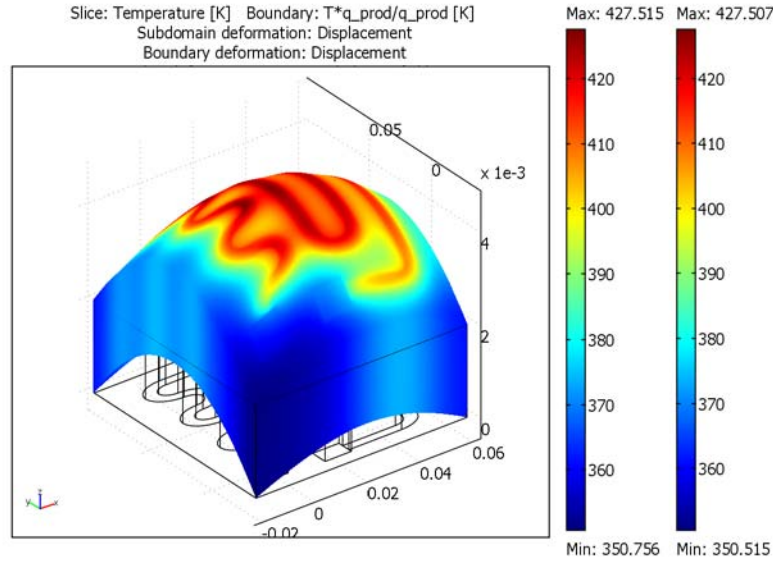 Slice: Temperature [K] Boundary: T*q_prod/q_prod [K]
Subdomain deformation: Displacement
Boundary deformation: Displacement
Max: 427.515 Max: 427.507
0.05
0
x 1e-3
4
2
0
0.06
0.04
0.02
0
-0.02
z
y
x
420
410
400
390
380
370
360
420
410
400
390
380
370
360
Min: 350.756 Min: 350.515